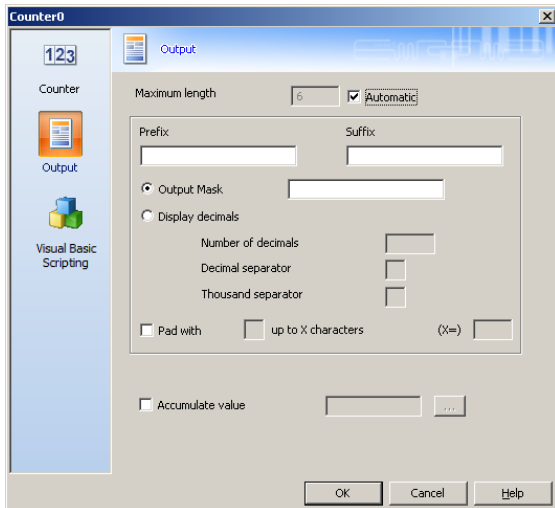 Counter0
123
Counter
Output
Visual Basic
Scripting
Output
Maximum length 6 Automatic
Prefix Suffix
Output Mask
Display decimals
Number of decimals
Decimal separator
Thousand separator
Pad with up to X characters (X=)
Accumulate value ...
OK Cancel Help